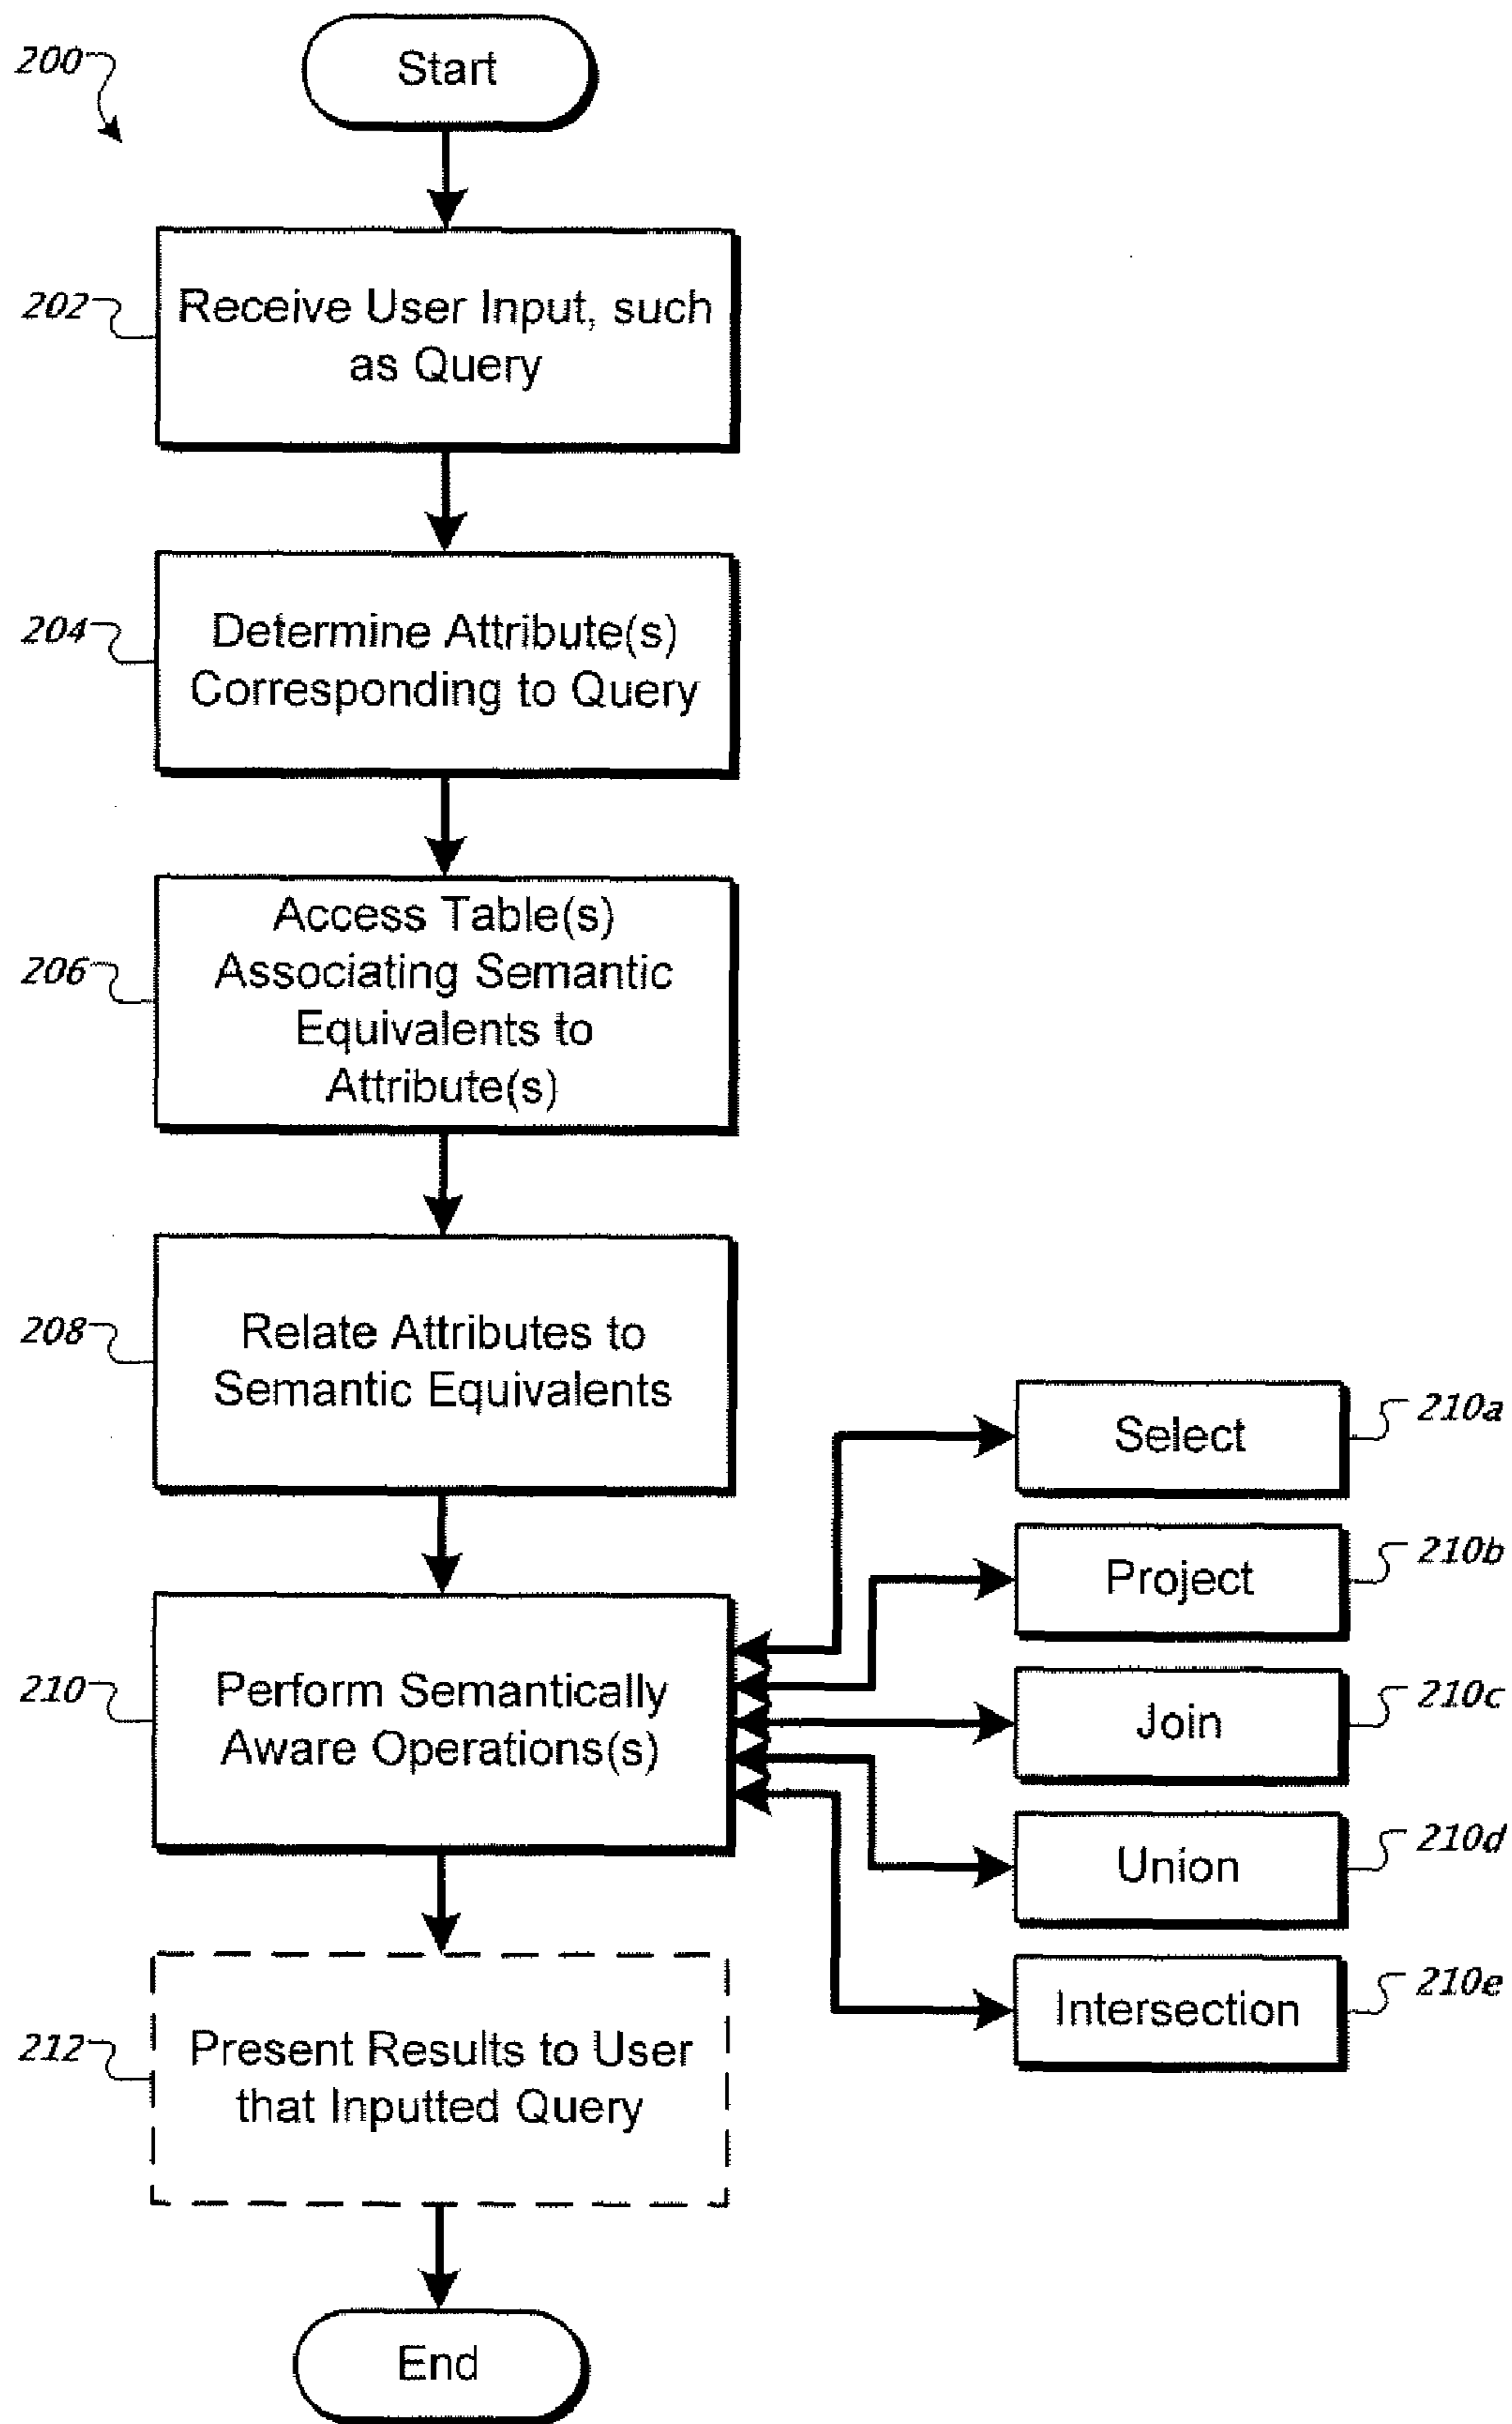 200
Start
202
Receive User Input, such
as Query
204
Determine Attribute(s)
Corresponding to Query
206
Access Table(s)
Associating Semantic
Equivalents to
Attribute(s)
208
Relate Attributes to
Semantic Equivalents
210
Perform Semantically
Aware Operations(s)
Select
210a
Project
210b
Join
210c
Union
210d
Intersection
210e
212
Present Results to User
that Inputted Query
End